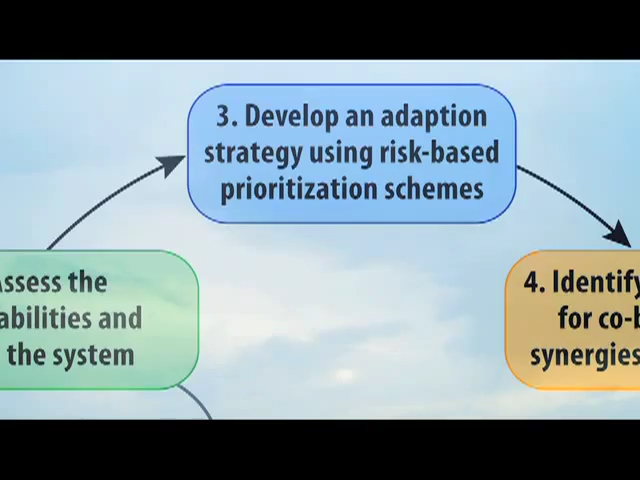 3. Develop an adaption
strategy using risk-based
prioritization schemes
the
abilities and
the system
4. Identify
for co-b
synergies